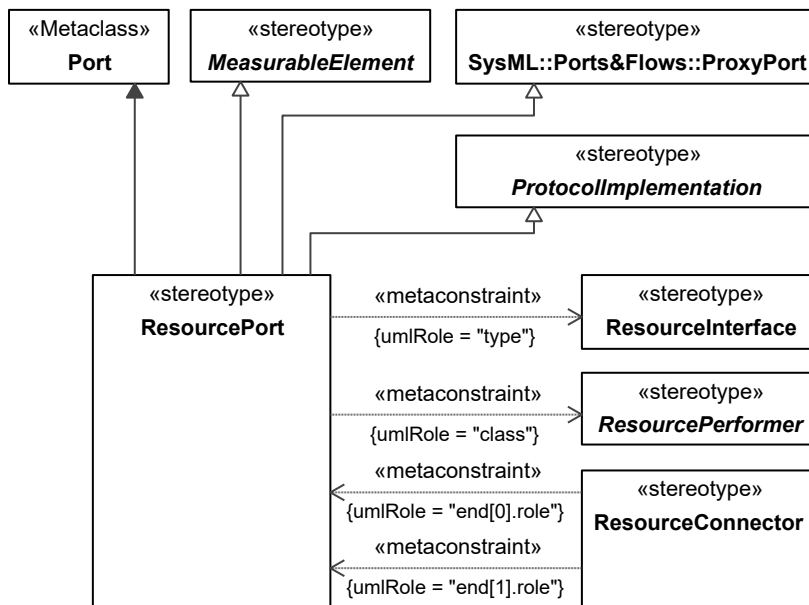 «Metaclass»
Port
«stereotype»
MeasurableElement
«stereotype»
SysML::Ports&Flows::ProxyPort
«stereotype»
ProtocolImplementation
«stereotype»
ResourcePort
«metaconstraint»
{umlRole = "type"}
«stereotype»
ResourceInterface
«metaconstraint»
{umlRole = "class"}
«stereotype»
ResourcePerformer
«metaconstraint»
{umlRole = "end[0].role"}
«metaconstraint»
{umlRole = "end[1].role"}
«stereotype»
ResourceConnector